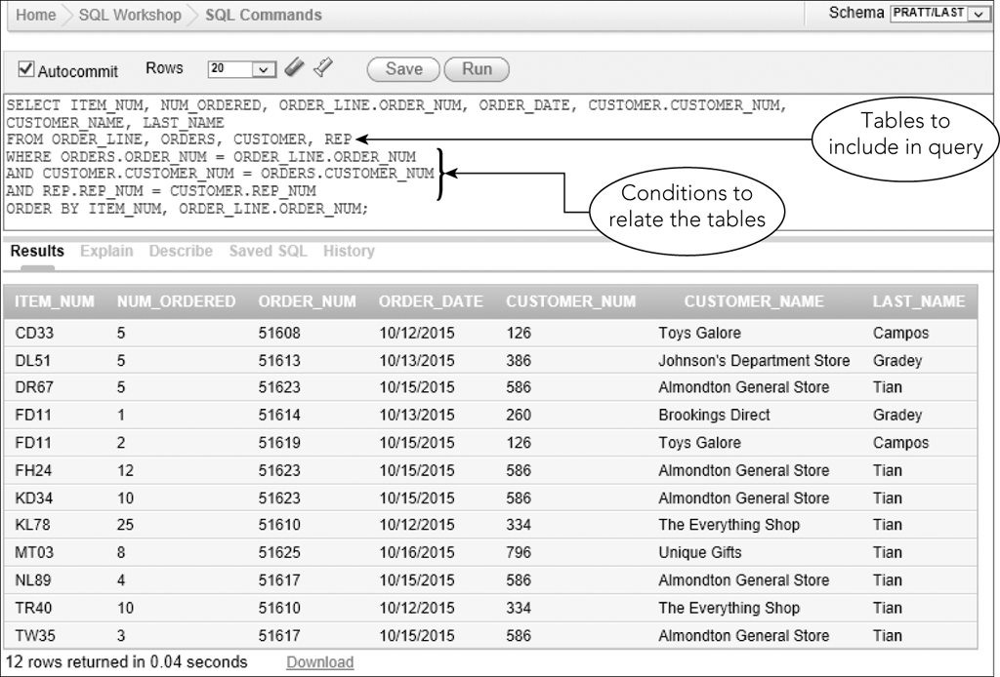 Home SQL Workshop SQL Commands Schema PRATT/LAST
Autocommit Rows 20 Save Run
SELECT ITEM_NUM, NUM_ORDERED, ORDER_LINE.ORDER_NUM, ORDER_DATE, CUSTOMER.CUSTOMER_NUM,
CUSTOMER_NAME, LAST_NAME
FROM ORDER_LINE, ORDERS, CUSTOMER, REP
WHERE ORDERS.ORDER_NUM = ORDER_LINE.ORDER_NUM
AND CUSTOMER.CUSTOMER_NUM = ORDERS.CUSTOMER_NUM
AND REP.REP_NUM = CUSTOMER.REP_NUM
ORDER BY ITEM_NUM, ORDER_LINE.ORDER_NUM;
Tables to
include in query
Conditions to
relate the tables
Results Explain Describe Saved SQL History
ITEM_NUM NUM_ORDERED ORDER_NUM ORDER_DATE CUSTOMER_NUM CUSTOMER_NAME LAST_NAME
CD33 5 51608 10/12/2015 126 Toys Galore Campos
DL51 5 51613 10/13/2015 386 Johnson's Department Store Gradey
DR67 5 51623 10/15/2015 586 Almondton General Store Tian
FD11 1 51614 10/13/2015 260 Brookings Direct Gradey
FD11 2 51619 10/15/2015 126 Toys Galore Campos
FH24 12 51623 10/15/2015 586 Almondton General Store Tian
KD34 10 51623 10/15/2015 586 Almondton General Store Tian
KL78 25 51610 10/12/2015 334 The Everything Shop Tian
MT03 8 51625 10/16/2015 796 Unique Gifts Tian
NL89 4 51617 10/15/2015 586 Almondton General Store Tian
TR40 10 51610 10/12/2015 334 The Everything Shop Tian
TW35 3 51617 10/15/2015 586 Almondton General Store Tian
12 rows returned in 0.04 seconds Download